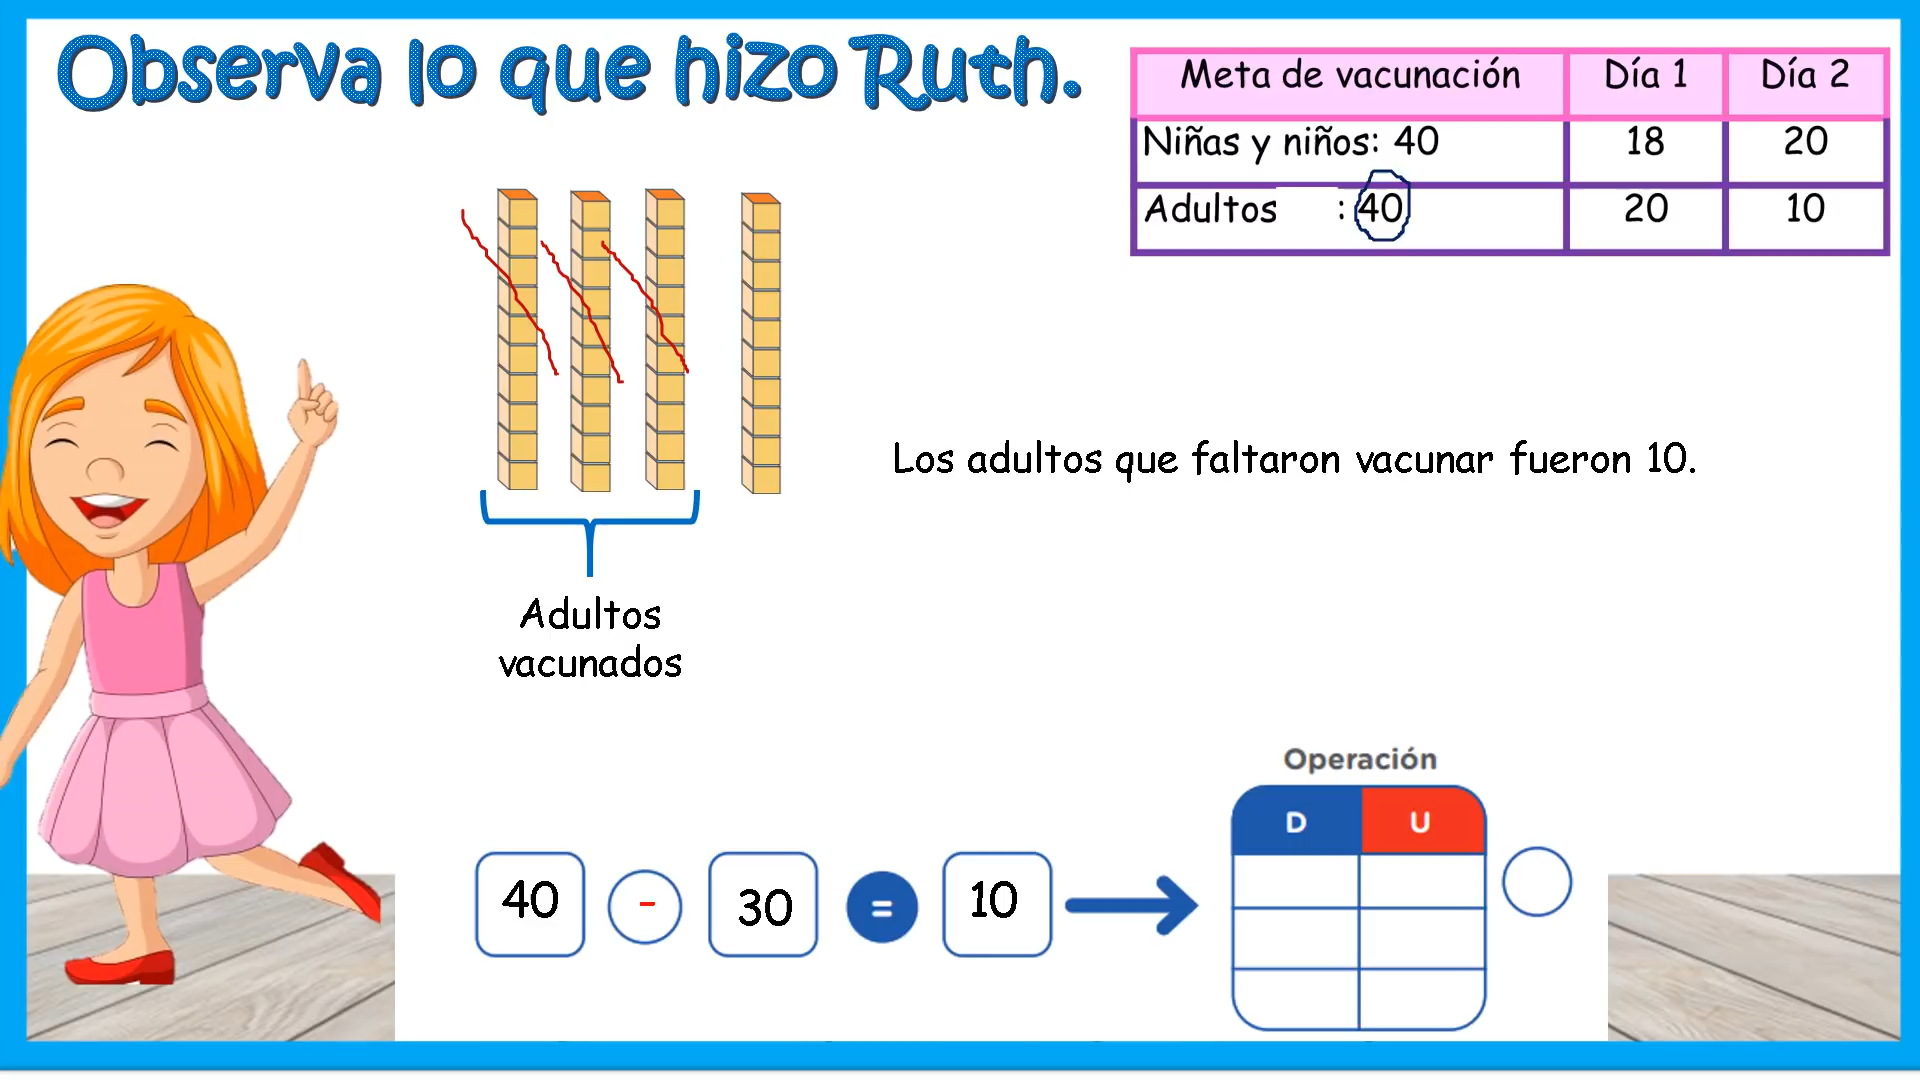 Observa lo que hizo Ruth.
Meta de vacunación Día 1 Día 2
Niñas y niños: 40 18 20
Adultos : 40 20 10
Los adultos que faltaron vacunar fueron 10.
Adultos
vacunados
Operación
D U
40 - 30 = 10